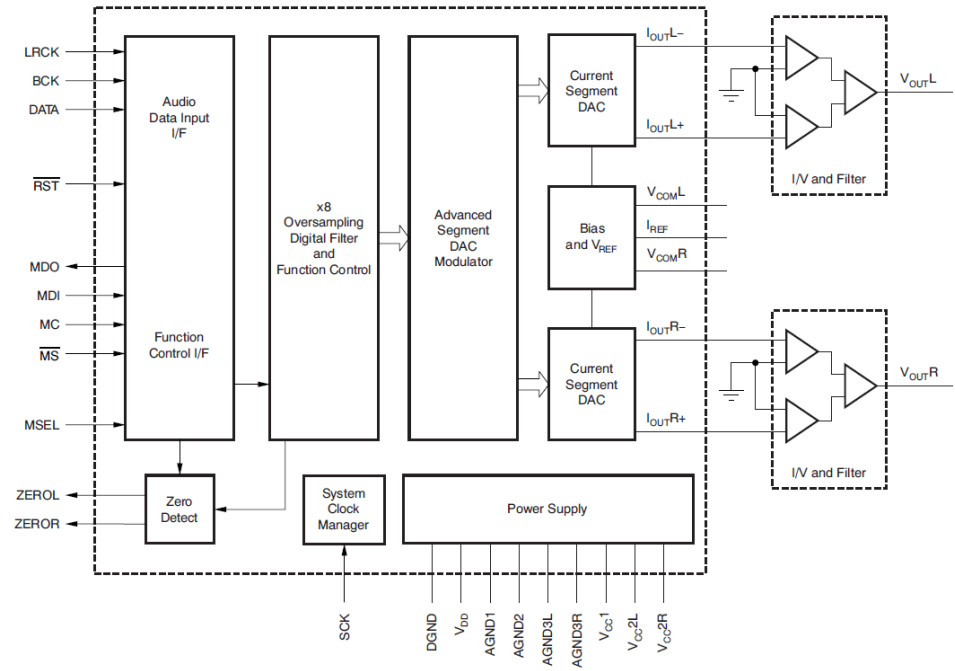 LRCK
BCK
DATA
RST
MDO
MDI
MC
MS
MSEL
ZEROL
ZEROR
Audio
Data Input
I/F
Function
Control I/F
Zero
Detect
x8
Oversampling
Digital Filter
and
Function Control
System
Clock
Manager
SCK
Advanced
Segment
DAC
Modulator
Current
Segment
DAC
Bias
and VREF
Current
Segment
DAC
Power Supply
DGND
VDD
AGND1
AGND2
AGND3L
AGND3R
VCC1
VCC2L
VCC2R
IOUTL–
IOUTL+
VCOML
IREF
VCOMR
IOUTR–
IOUTR+
VOUTL
I/V and Filter
VOUTR
I/V and Filter